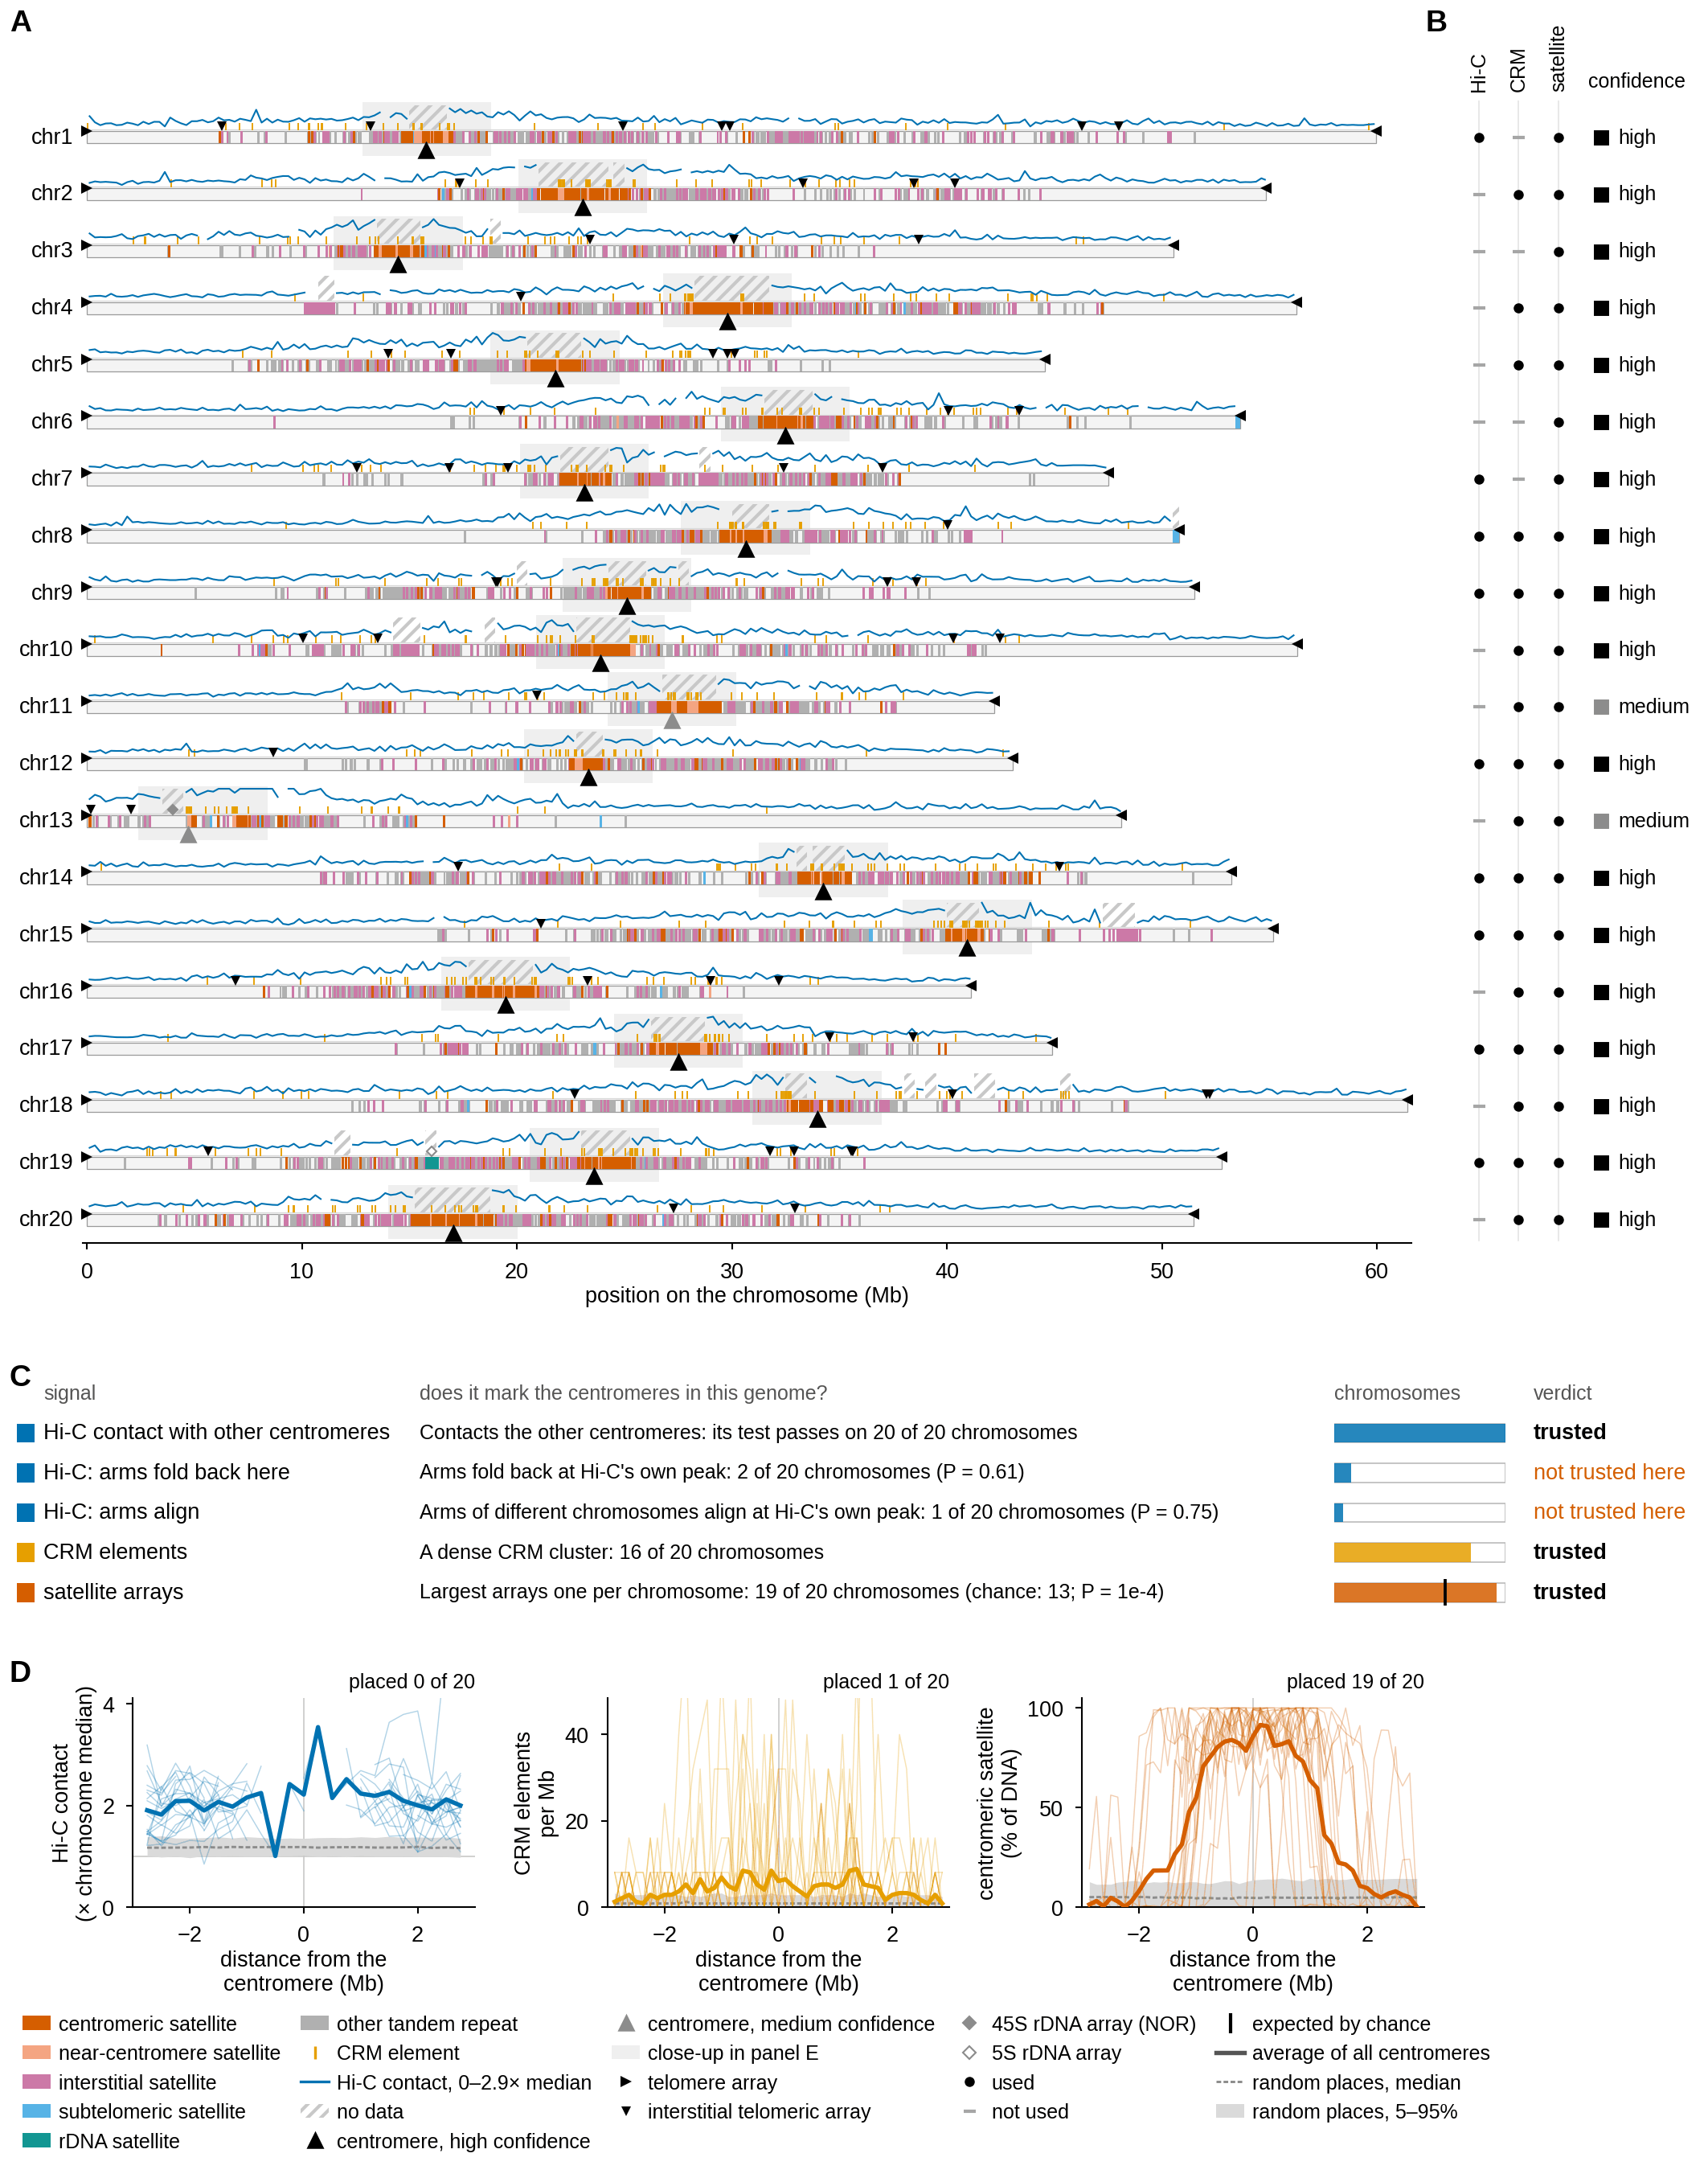 A
B
Hi-C
CRM
satellite
confidence
chr1
high
chr2
high
chr3
high
chr4
high
chr5
high
chr6
high
chr7
high
chr8
high
chr9
high
chr10
high
chr11
medium
chr12
high
chr13
medium
chr14
high
chr15
high
chr16
high
chr17
high
chr18
high
chr19
high
chr20
high
0 10 20 30 40 50 60
position on the chromosome (Mb)
C
signal does it mark the centromeres in this genome? chromosomes verdict
Hi-C contact with other centromeres Contacts the other centromeres: its test passes on 20 of 20 chromosomes trusted
Hi-C: arms fold back here Arms fold back at Hi-C's own peak: 2 of 20 chromosomes (P = 0.61) not trusted here
Hi-C: arms align Arms of different chromosomes align at Hi-C's own peak: 1 of 20 chromosomes (P = 0.75) not trusted here
CRM elements A dense CRM cluster: 16 of 20 chromosomes trusted
satellite arrays Largest arrays one per chromosome: 19 of 20 chromosomes (chance: 13; P = 1e-4) trusted
D
placed 0 of 20
Hi-C contact
(× chromosome median)
4
2
0
−2 0 2
distance from the
centromere (Mb)
placed 1 of 20
CRM elements
per Mb
40
20
0
−2 0 2
distance from the
centromere (Mb)
placed 19 of 20
centromeric satellite
(% of DNA)
100
50
0
−2 0 2
distance from the
centromere (Mb)
centromeric satellite
near-centromere satellite
interstitial satellite
subtelomeric satellite
rDNA satellite
other tandem repeat
CRM element
Hi-C contact, 0–2.9× median
no data
centromere, high confidence
centromere, medium confidence
close-up in panel E
telomere array
interstitial telomeric array
45S rDNA array (NOR)
5S rDNA array
used
not used
expected by chance
average of all centromeres
random places, median
random places, 5–95%